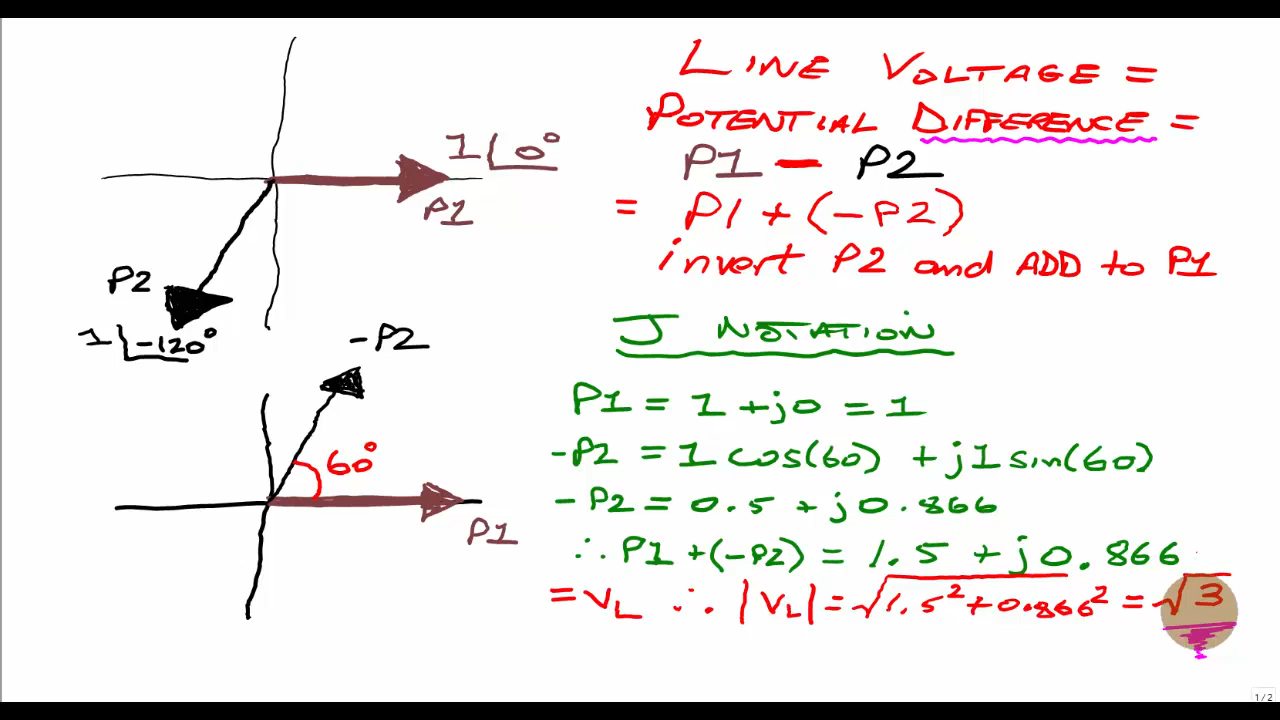 LINE VOLTAGE =
POTENTIAL DIFFERENCE =
P1 - P2
= P1 + (-P2)
invert P2 and ADD to P1
1∠0°
P1
P2
1∠-120°
-P2
60°
P1
J NOTATION
P1 = 1 + j0 = 1
-P2 = 1 cos(60) + j1 sin(60)
-P2 = 0.5 + j0.866
∴ P1 + (-P2) = 1.5 + j0.866
= VL ∴ |VL| = √1.5² + 0.866² = √3
1/2